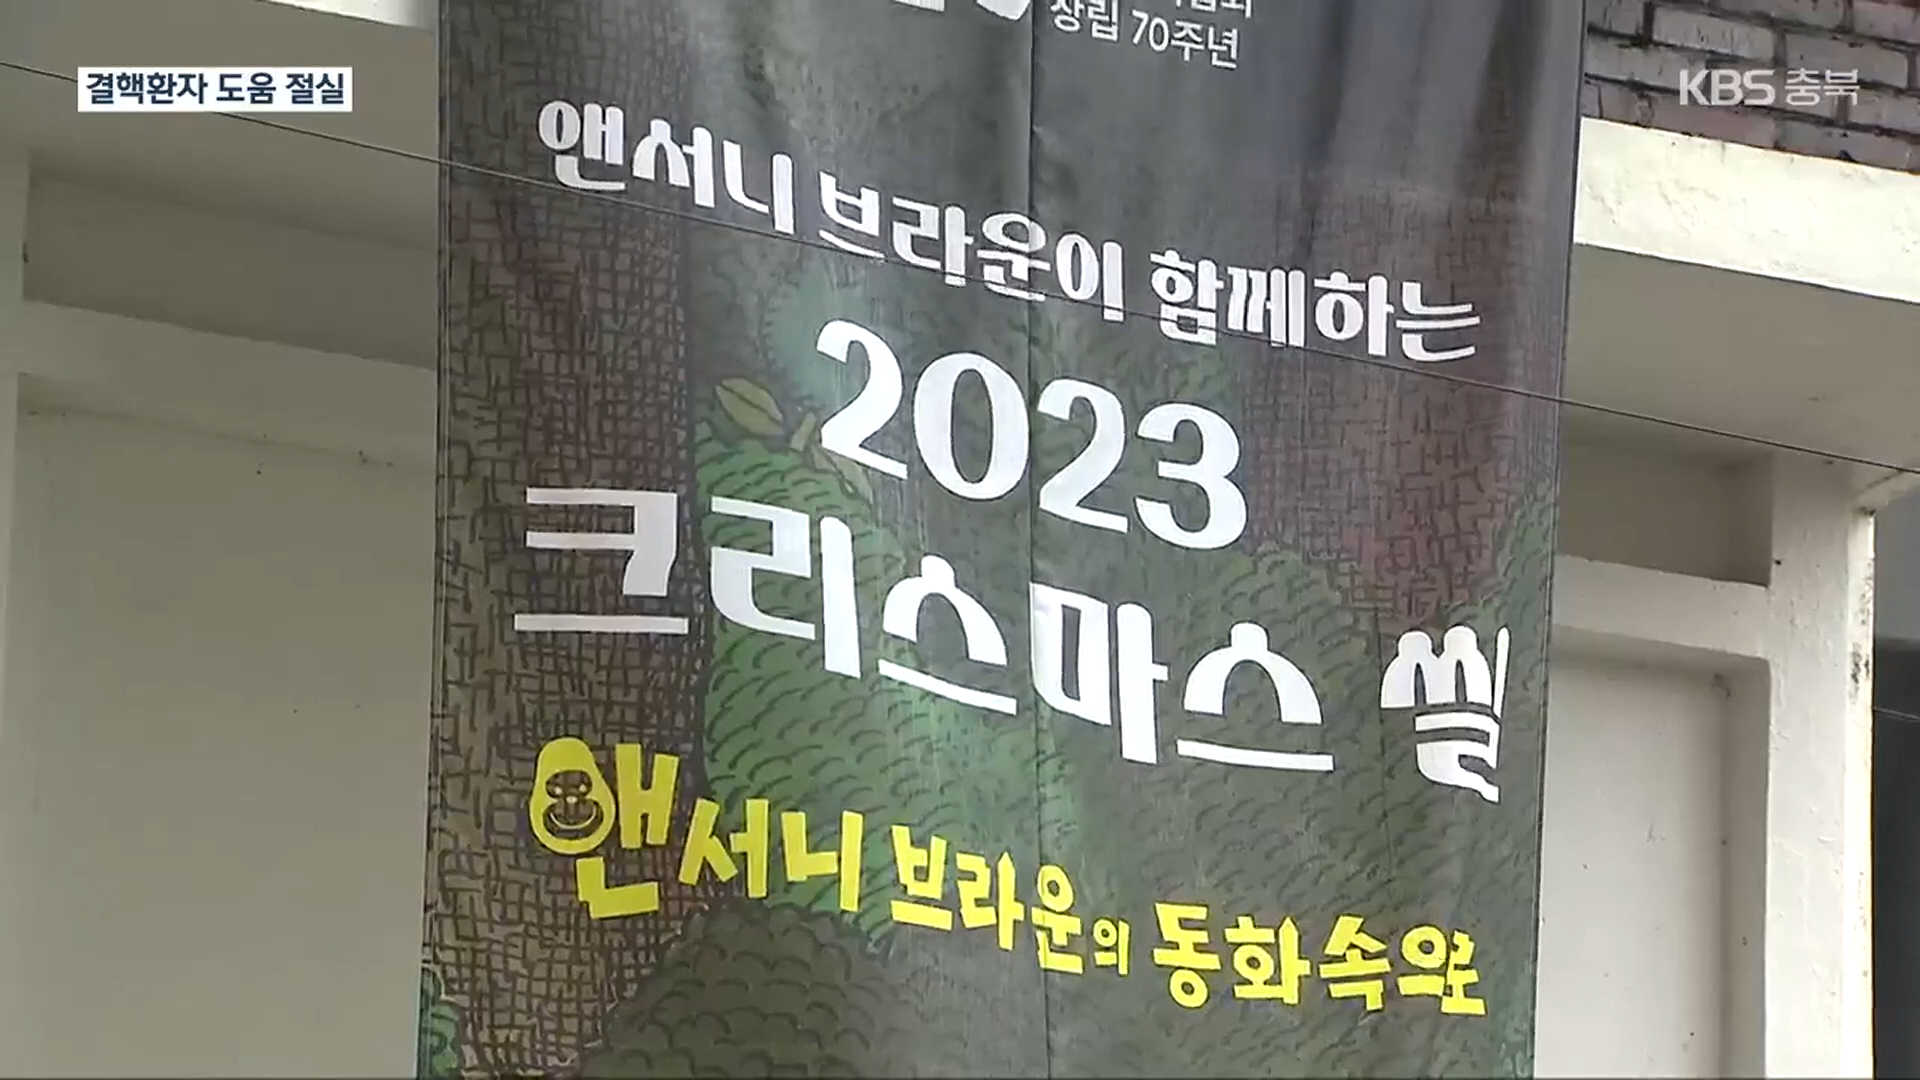 창립 70주년
결핵환자 도움 절실
KBS 충북
앤서니 브라운이 함께하는
2023
크리스마스 씰
앤서니 브라운의 동화속으로